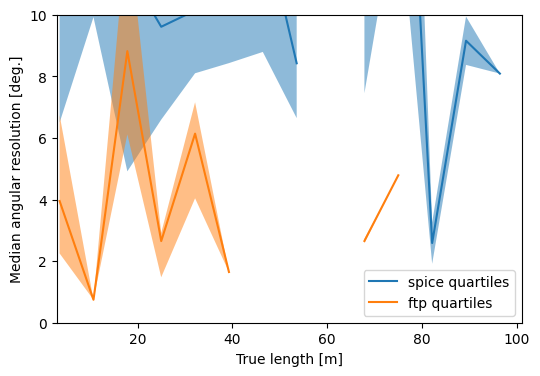 10
8
6
4
2
0
Median angular resolution [deg.]
20 40 60 80 100
True length [m]
spice quartiles
ftp quartiles